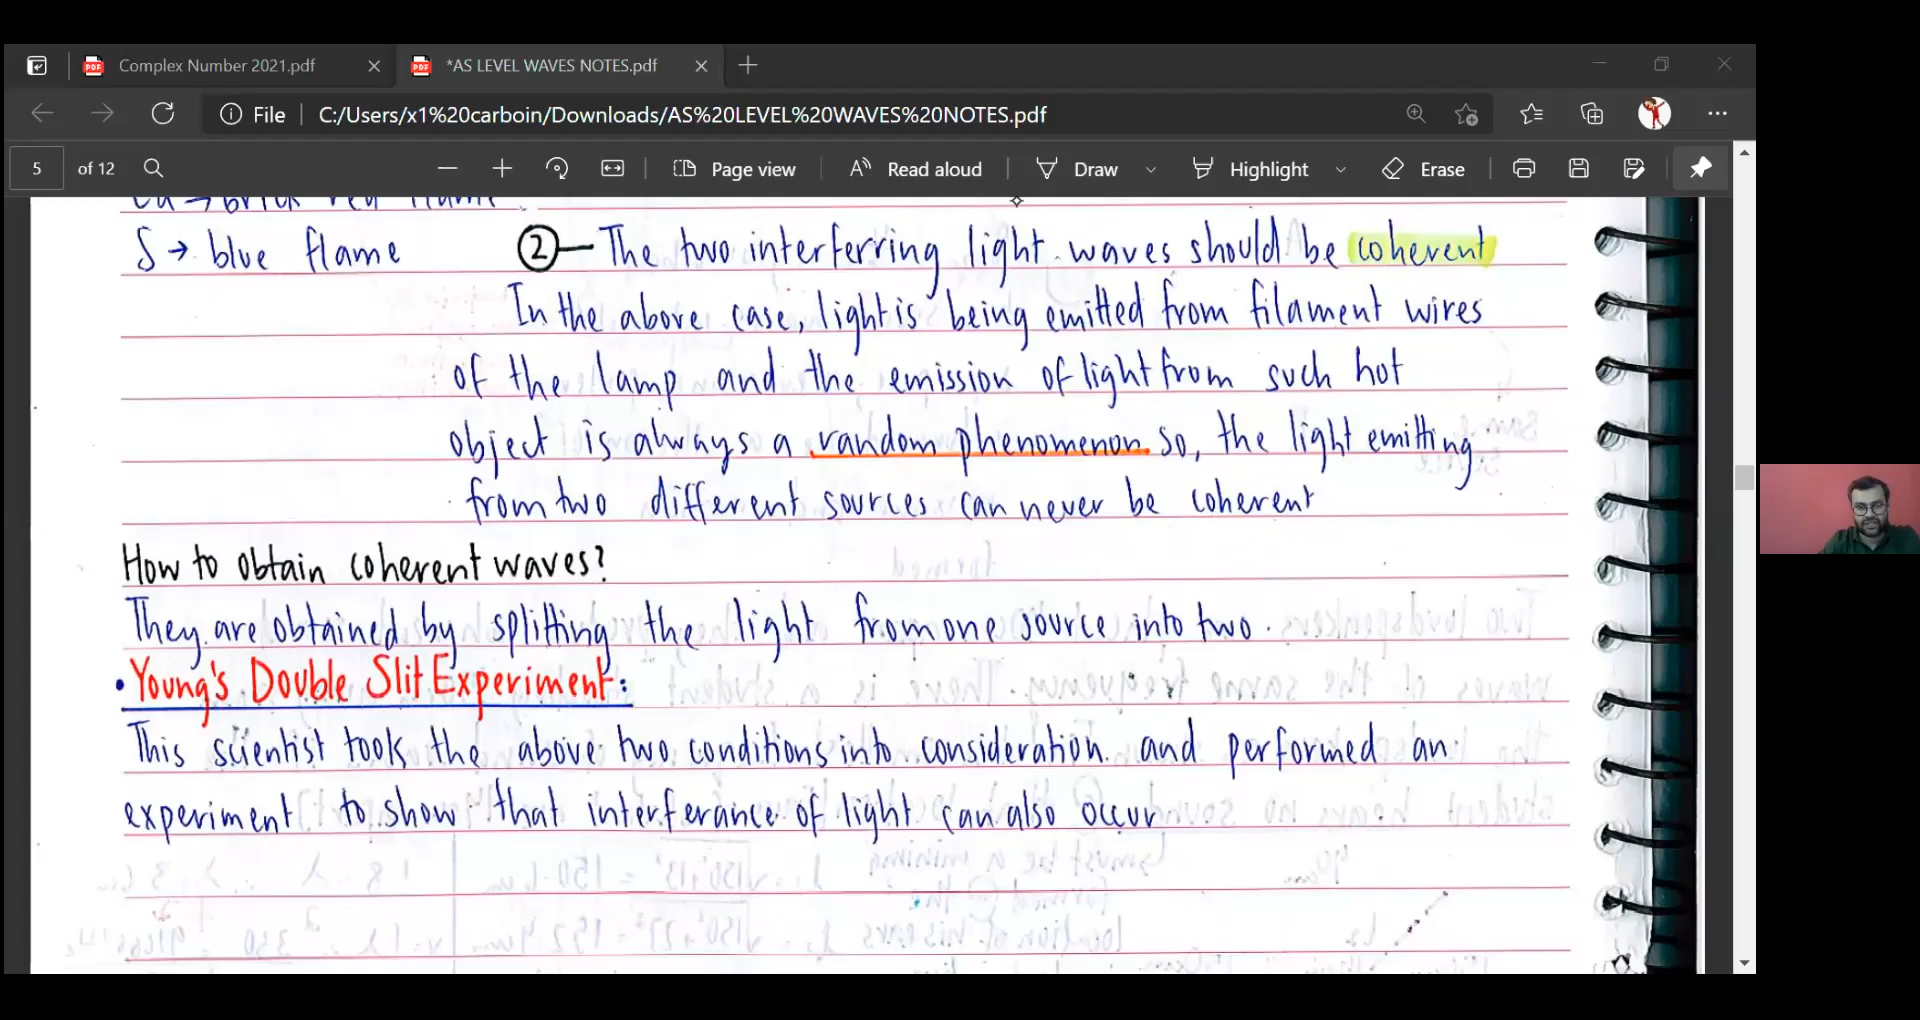 Complex Number 2021.pdf
*AS LEVEL WAVES NOTES.pdf
File C:/Users/x1%20carboin/Downloads/AS%20LEVEL%20WAVES%20NOTES.pdf
5 of 12 Page view Read aloud Draw Highlight Erase
S → blue flame
② — The two interferring light waves should be coherent
In the above case, light is being emitted from filament wires
of the lamp and the emission of light from such hot
object is always a random phenomenon so, the light emitting
from two different sources can never be coherent
How to obtain coherent waves?
They are obtained by splitting the light from one source into two.
• Young's Double Slit Experiment:
This scientist took the above two conditions into consideration and performed an
experiment to show that interferance of light can also occur